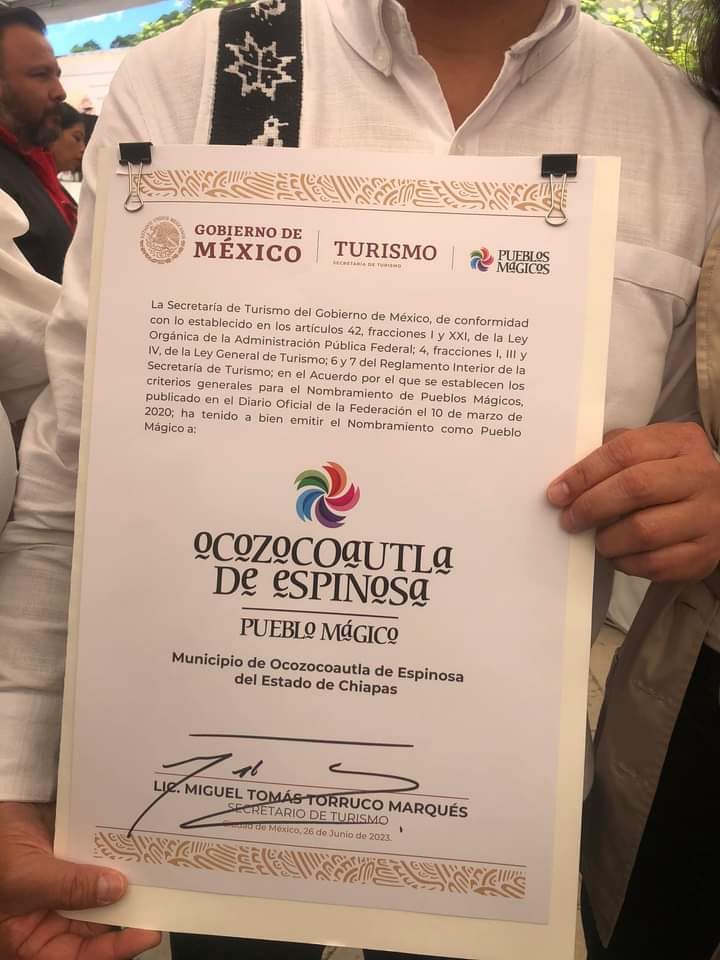 GOBIERNO DE
MÉXICO
TURISMO
SECRETARÍA DE TURISMO
PUEBLOS
MÁGICOS
La Secretaría de Turismo del Gobierno de México, de conformidad
con lo establecido en los artículos 42, fracciones I y XXI, de la Ley
Orgánica de la Administración Pública Federal; 4, fracciones I, III y
IV, de la Ley General de Turismo; 6 y 7 del Reglamento Interior de la
Secretaría de Turismo; en el Acuerdo por el que se establecen los
criterios generales para el Nombramiento de Pueblos Mágicos,
publicado en el Diario Oficial de la Federación el 10 de marzo de
2020; ha tenido a bien emitir el Nombramiento como Pueblo
Mágico a:
OCOZOCOAUTLA
DE ESPINOSA
PUEBLO MÁGICO
Municipio de Ocozocoautla de Espinosa
del Estado de Chiapas
LIC. MIGUEL TOMÁS TORRUCO MARQUÉS
SECRETARIO DE TURISMO
Ciudad de México, 26 de Junio de 2023.